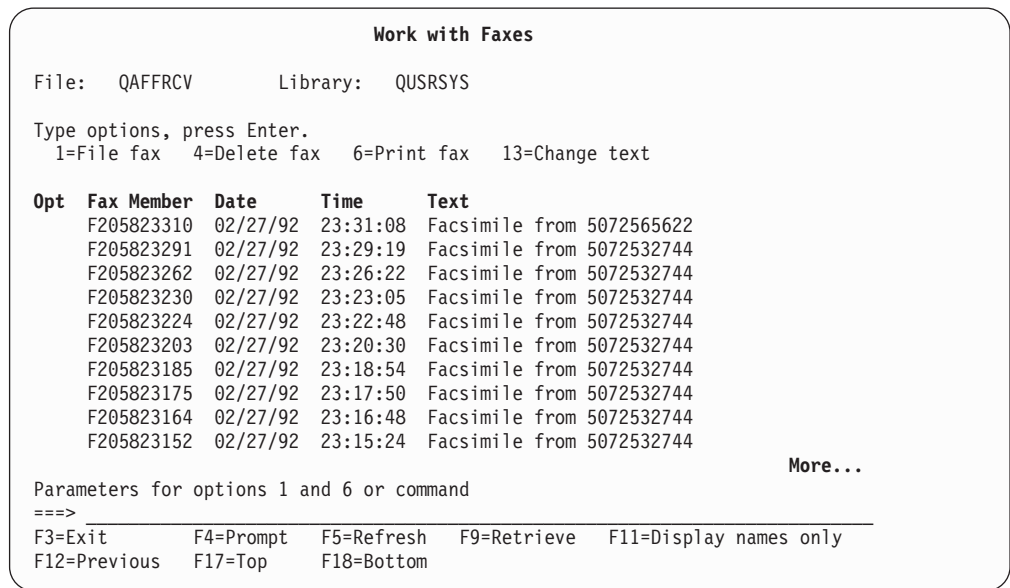 Work with Faxes
File: QAFFRCV Library: QUSRSYS
Type options, press Enter.
1=File fax 4=Delete fax 6=Print fax 13=Change text
Opt Fax Member Date Time Text
F205823310 02/27/92 23:31:08 Facsimile from 5072565622
F205823291 02/27/92 23:29:19 Facsimile from 5072532744
F205823262 02/27/92 23:26:22 Facsimile from 5072532744
F205823230 02/27/92 23:23:05 Facsimile from 5072532744
F205823224 02/27/92 23:22:48 Facsimile from 5072532744
F205823203 02/27/92 23:20:30 Facsimile from 5072532744
F205823185 02/27/92 23:18:54 Facsimile from 5072532744
F205823175 02/27/92 23:17:50 Facsimile from 5072532744
F205823164 02/27/92 23:16:48 Facsimile from 5072532744
F205823152 02/27/92 23:15:24 Facsimile from 5072532744
More...
Parameters for options 1 and 6 or command
===>
F3=Exit F4=Prompt F5=Refresh F9=Retrieve F11=Display names only
F12=Previous F17=Top F18=Bottom